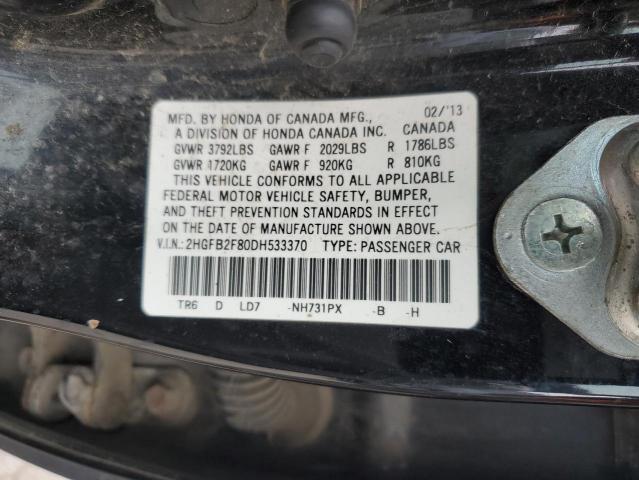 MFD. BY HONDA OF CANADA MFG., 02/'13
A DIVISION OF HONDA CANADA INC. CANADA
GVWR 3792LBS GAWR F 2029LBS R 1786LBS
GVWR 1720KG GAWR F 920KG R 810KG
THIS VEHICLE CONFORMS TO ALL APPLICABLE
FEDERAL MOTOR VEHICLE SAFETY, BUMPER,
AND THEFT PREVENTION STANDARDS IN EFFECT
ON THE DATE OF MANUFACTURE SHOWN ABOVE.
V.I.N.: 2HGFB2F80DH533370 TYPE: PASSENGER CAR
TR6 D LD7 -NH731PX -B -H